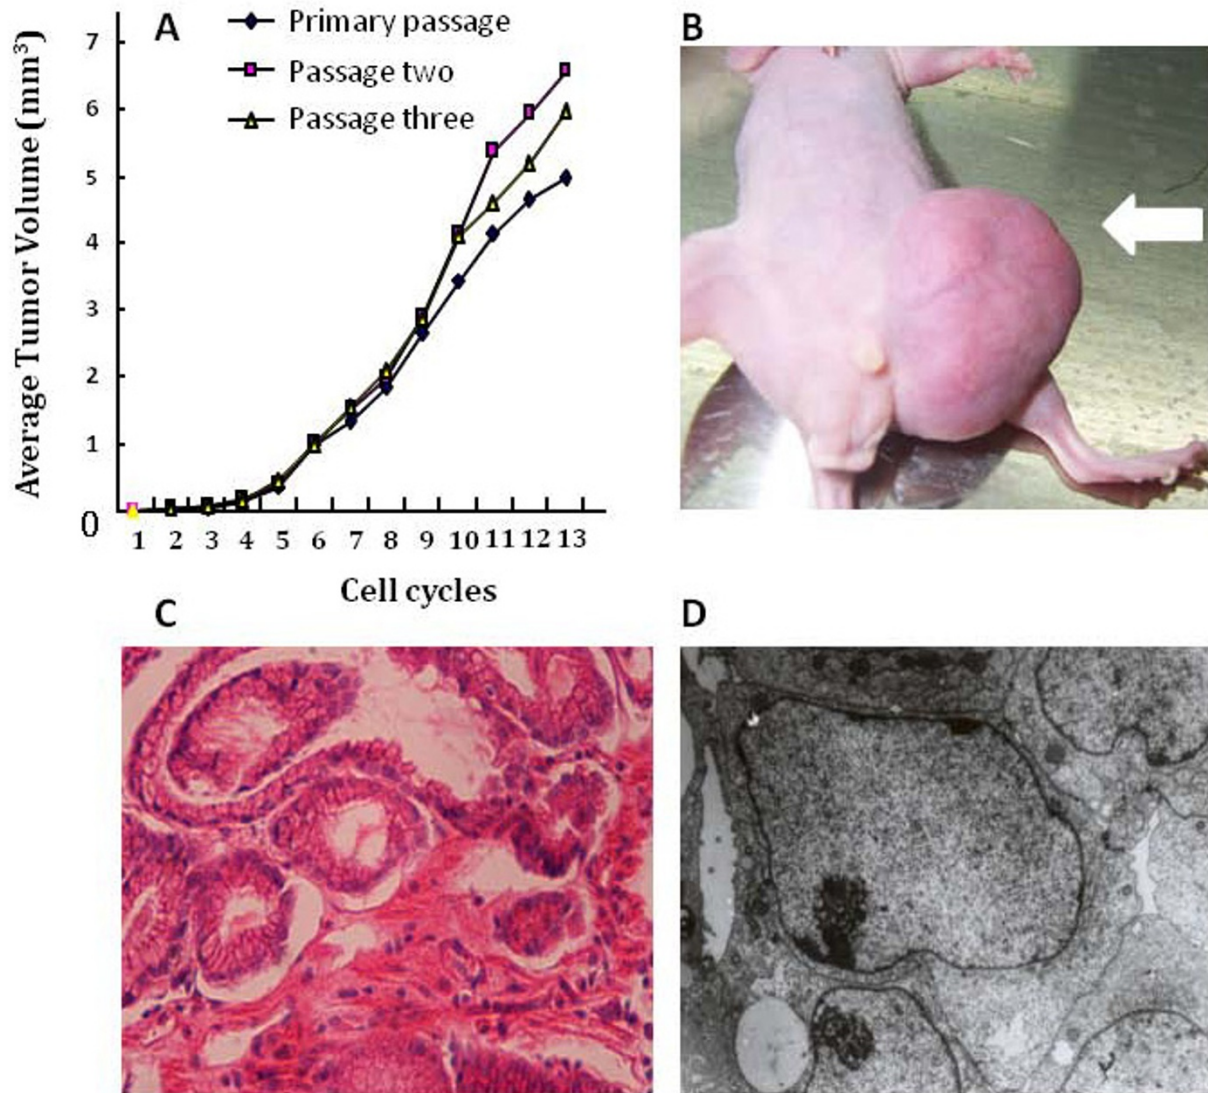 A
Primary passage
Passage two
Passage three
Average Tumor Volume (mm³)
7
6
5
4
3
2
1
0
1 2 3 4 5 6 7 8 9 10 11 12 13
Cell cycles
B
C
D